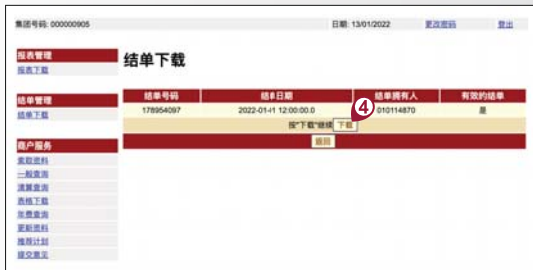 集团号码: 000000905 日期: 13/01/2022 更改密码 登出
报表管理
报表下载
结单下载
结单管理
结单下载
结单号码 结单日期 结单拥有人 有效的结单
178954097 2022-01-11 12:00:00.0 010114870 是
按"下载"继续 下载
4
返回
商户服务
索取资料
一般查询
清算查询
表格下载
年费查询
更新资料
推荐计划
提交意见